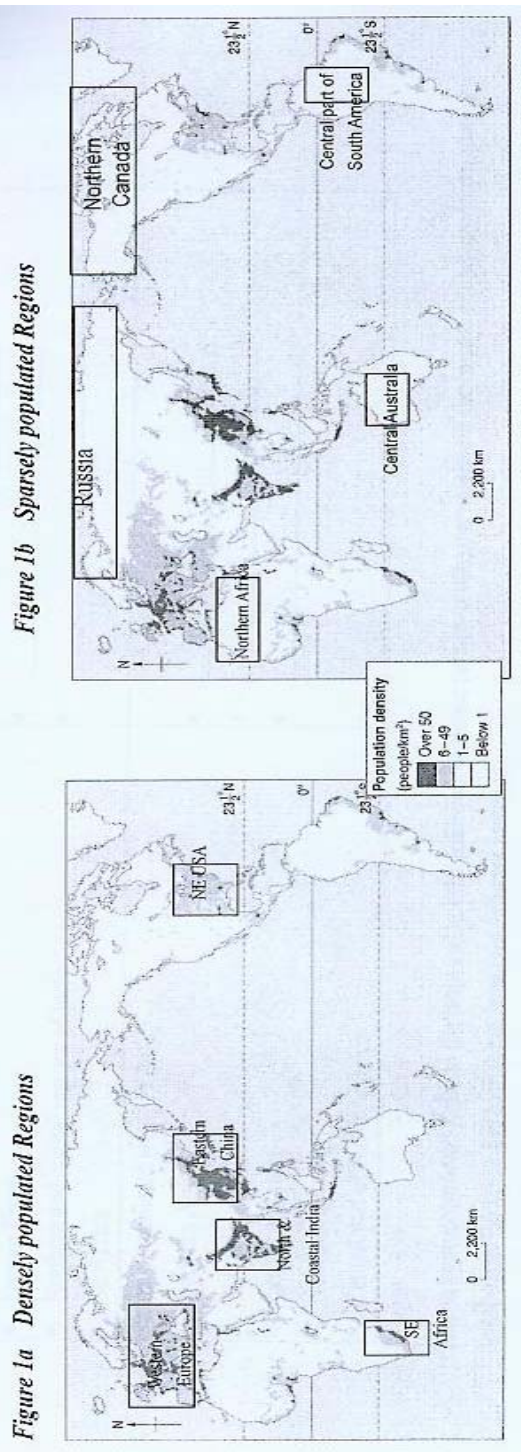 Figure 1a Densely populated Regions
N
Western
Europe
Eastern
China
North &
Coastal India
SE
Africa
NE USA
23½° N
0°
23½° S
0 2,200 km
Population density
(people/km²)
Over 50
6–49
1–5
Below 1
Figure 1b Sparsely populated Regions
N
Russia
Northern
Canada
Northern Africa
Central Australia
Central part of
South America
23½° N
0°
23½° S
0 2,200 km